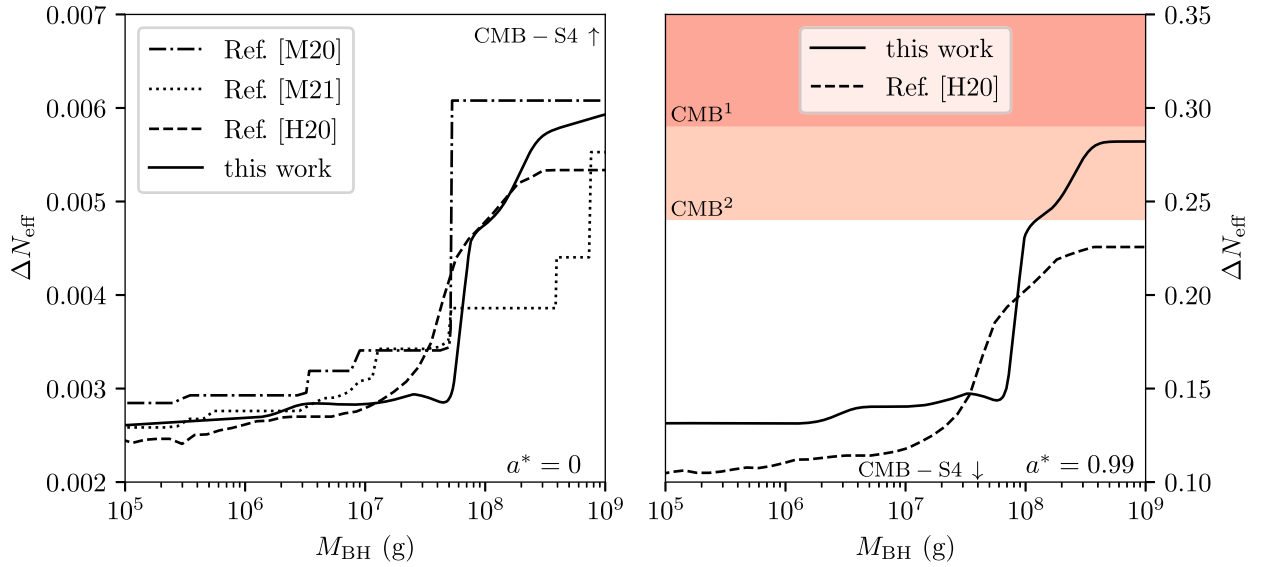 0.007
0.006
0.005
0.004
0.003
0.002
ΔN_eff
Ref. [M20]
Ref. [M21]
Ref. [H20]
this work
CMB − S4 ↑
a* = 0
10^5
10^6
10^7
10^8
10^9
M_BH (g)
this work
Ref. [H20]
CMB^1
CMB^2
CMB − S4 ↓
a* = 0.99
10^5
10^6
10^7
10^8
10^9
M_BH (g)
0.35
0.30
0.25
0.20
0.15
0.10
ΔN_eff